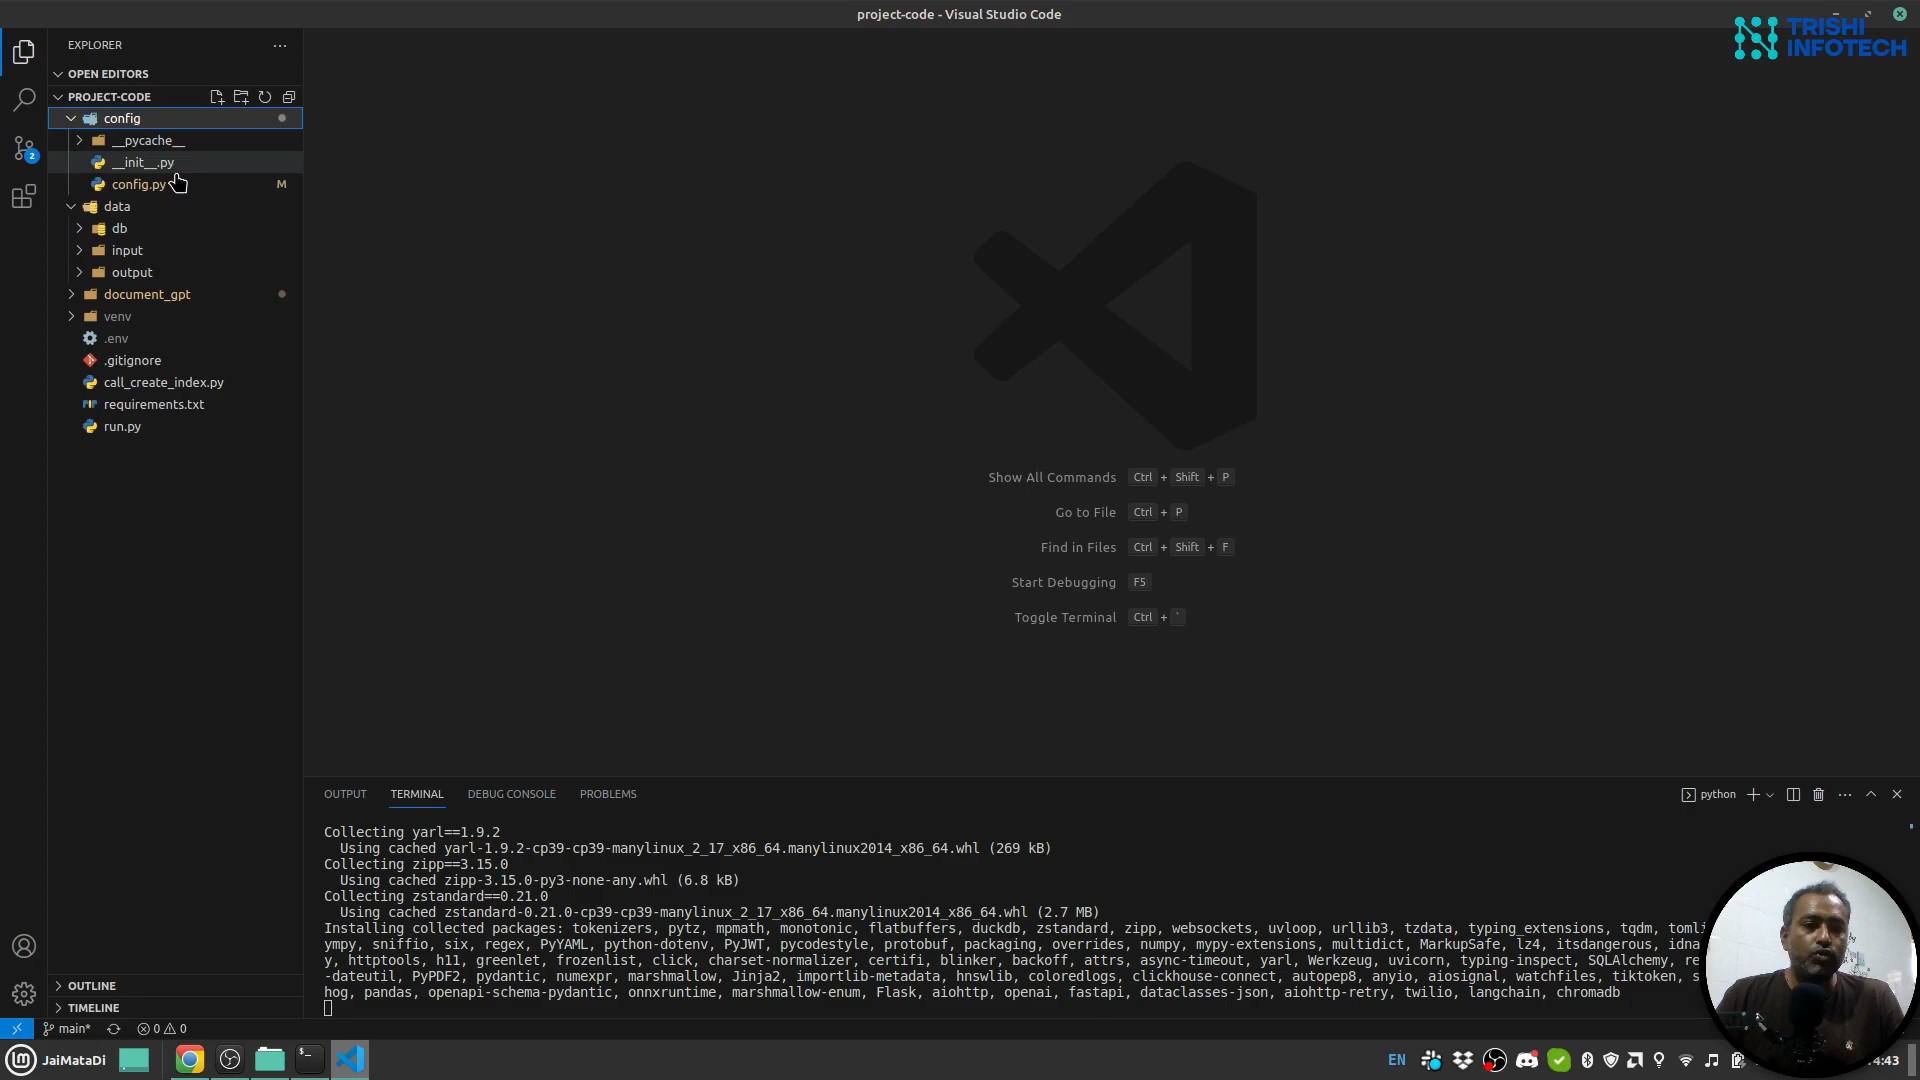 project-code - Visual Studio Code
TRISHI
INFOTECH
EXPLORER
OPEN EDITORS
PROJECT-CODE
config
__pycache__
__init__.py
config.py
M
data
db
input
output
document_gpt
venv
.env
.gitignore
call_create_index.py
requirements.txt
run.py
OUTLINE
TIMELINE
2
Show All Commands Ctrl + Shift + P
Go to File Ctrl + P
Find in Files Ctrl + Shift + F
Start Debugging F5
Toggle Terminal Ctrl + `
OUTPUT TERMINAL DEBUG CONSOLE PROBLEMS
python
Collecting yarl==1.9.2
Using cached yarl-1.9.2-cp39-cp39-manylinux_2_17_x86_64.manylinux2014_x86_64.whl (269 kB)
Collecting zipp==3.15.0
Using cached zipp-3.15.0-py3-none-any.whl (6.8 kB)
Collecting zstandard==0.21.0
Using cached zstandard-0.21.0-cp39-cp39-manylinux_2_17_x86_64.manylinux2014_x86_64.whl (2.7 MB)
Installing collected packages: tokenizers, pytz, mpmath, monotonic, flatbuffers, duckdb, zstandard, zipp, websockets, uvloop, urllib3, tzdata, typing_extensions, tqdm, tomli
ympy, sniffio, six, regex, PyYAML, python-dotenv, PyJWT, pycodestyle, protobuf, packaging, overrides, numpy, mypy-extensions, multidict, MarkupSafe, lz4, itsdangerous, idna
y, httptools, h11, greenlet, frozenlist, click, charset-normalizer, certifi, blinker, backoff, attrs, async-timeout, yarl, Werkzeug, uvicorn, typing-inspect, SQLAlchemy, re
-dateutil, PyPDF2, pydantic, numexpr, marshmallow, Jinja2, importlib-metadata, hnswlib, coloredlogs, clickhouse-connect, autopep8, anyio, aiosignal, watchfiles, tiktoken, s
hog, pandas, openapi-schema-pydantic, onnxruntime, marshmallow-enum, Flask, aiohttp, openai, fastapi, dataclasses-json, aiohttp-retry, twilio, langchain, chromadb
main* 0 0
JaiMataDi
EN
4:43